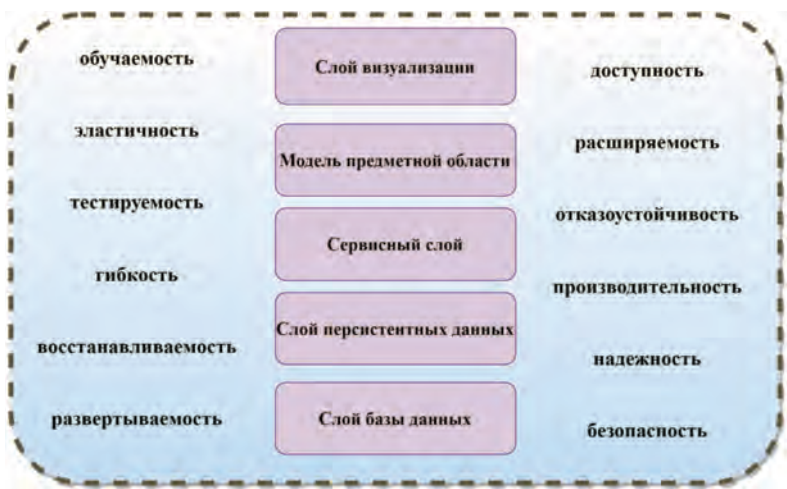 обучаемость
эластичность
тестируемость
гибкость
восстанавливаемость
развертываемость
Слой визуализации
Модель предметной области
Сервисный слой
Слой персистентных данных
Слой базы данных
доступность
расширяемость
отказоустойчивость
производительность
надежность
безопасность